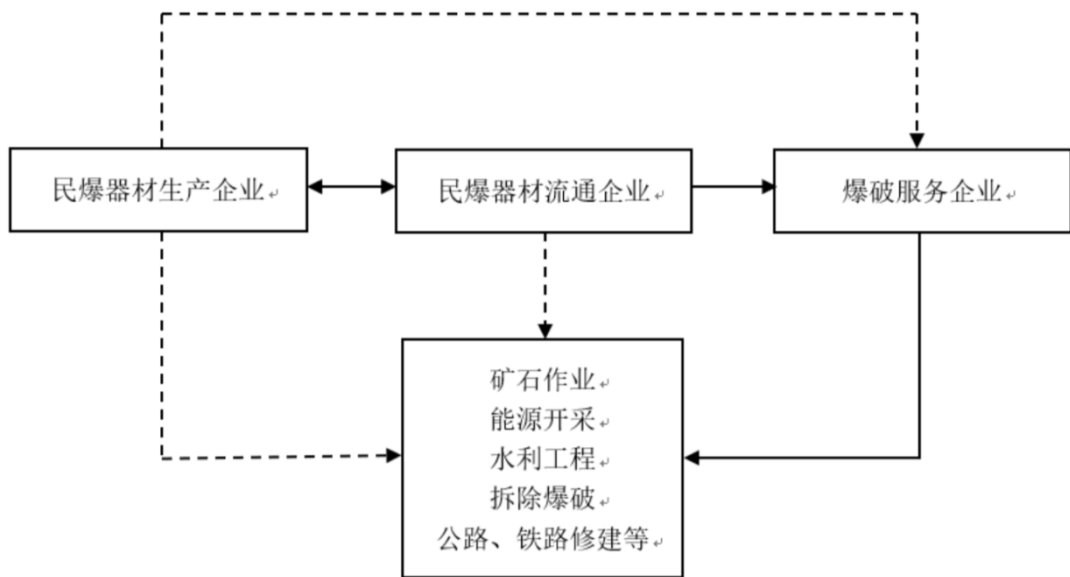 民爆器材生产企业
民爆器材流通企业
爆破服务企业
矿石作业
能源开采
水利工程
拆除爆破
公路、铁路修建等